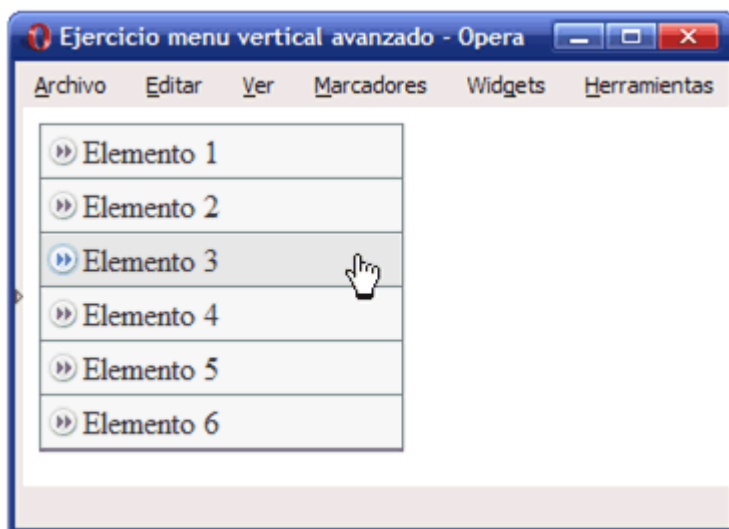 Ejercicio menu vertical avanzado - Opera
Archivo Editar Ver Marcadores Widgets Herramientas
Elemento 1
Elemento 2
Elemento 3
Elemento 4
Elemento 5
Elemento 6